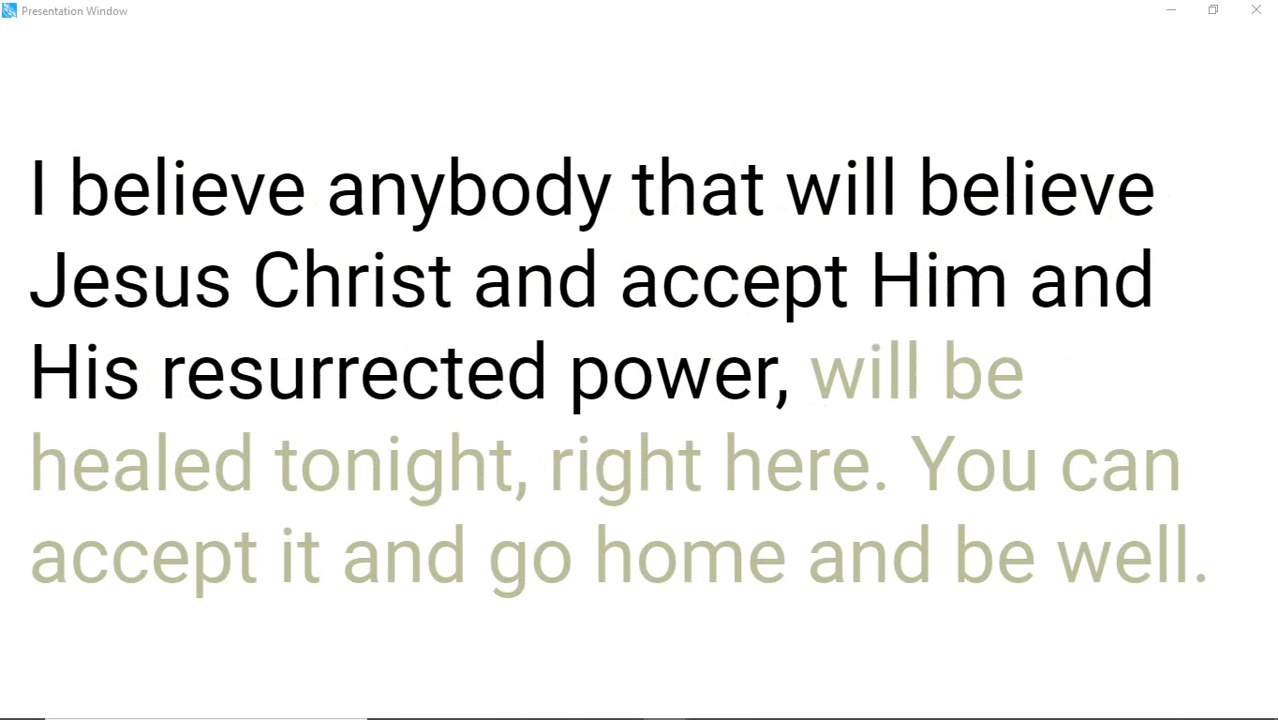 Presentation Window
I believe anybody that will believe
Jesus Christ and accept Him and
His resurrected power, will be
healed tonight, right here. You can
accept it and go home and be well.